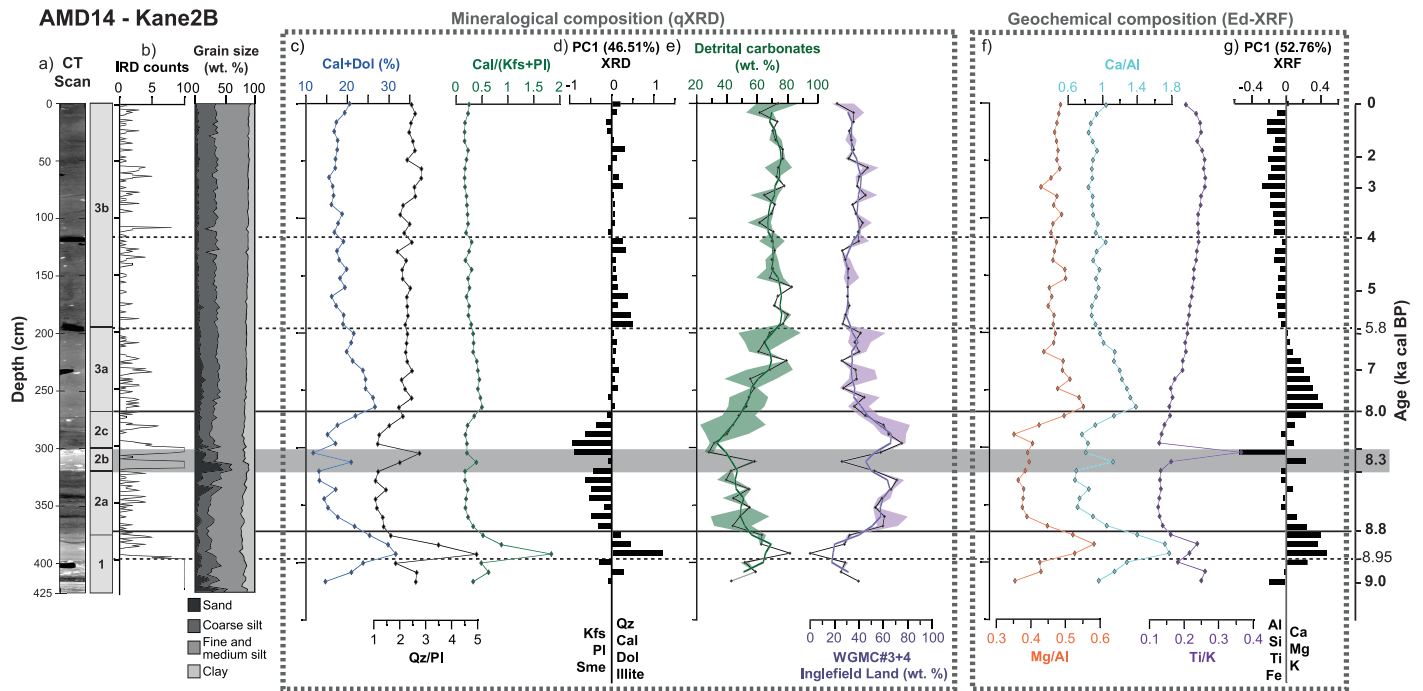 AMD14 - Kane2B
Mineralogical composition (qXRD)
Geochemical composition (Ed-XRF)
a) CT Scan
b) IRD counts
Grain size (wt. %)
c)
Cal+Dol (%)
Cal/(Kfs+Pl)
d) PC1 (46.51%) XRD
e)
Detrital carbonates (wt. %)
f)
Ca/Al
g) PC1 (52.76%) XRF
0 50 100
0 50 100
10 20 30
0 0.5 1 1.5 2
-1 0 1
20 40 60 80 100
0.6 1 1.4 1.8
-0.4 0 0.4
Depth (cm)
0
50
100
150
200
250
300
350
400
425
3b
3a
2c
2b
2a
1
Age (ka cal BP)
0
2
3
4
5
5.8
7
8.0
8.3
8.8
8.95
9.0
Sand
Coarse silt
Fine and medium silt
Clay
1 2 3 4 5
Qz/Pl
Kfs
Pl
Sme
Qz
Cal
Dol
Illite
0 20 40 60 80 100
WGMC#3+4
Inglefield Land (wt. %)
0.3 0.4 0.5 0.6
Mg/Al
0.1 0.2 0.3 0.4
Ti/K
Al
Si
Ti
Fe
Ca
Mg
K